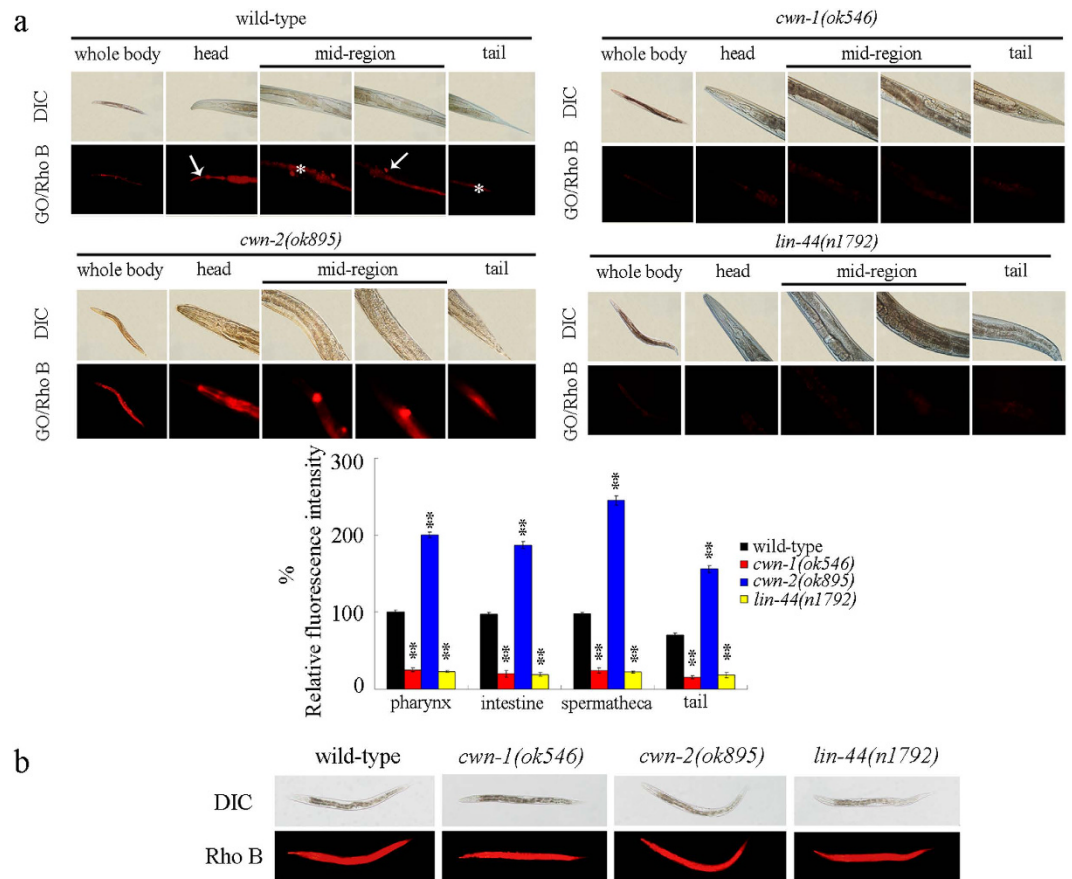 a
wild-type
whole body head mid-region tail
DIC
GO/Rho B
*
*
cwn-1(ok546)
whole body head mid-region tail
DIC
GO/Rho B
cwn-2(ok895)
whole body head mid-region tail
DIC
GO/Rho B
lin-44(n1792)
whole body head mid-region tail
DIC
GO/Rho B
%
Relative fluorescence intensity
300
200
100
0
** ** ** ** ** ** ** ** ** ** ** **
pharynx intestine spermatheca tail
wild-type
cwn-1(ok546)
cwn-2(ok895)
lin-44(n1792)
b
wild-type cwn-1(ok546) cwn-2(ok895) lin-44(n1792)
DIC
Rho B